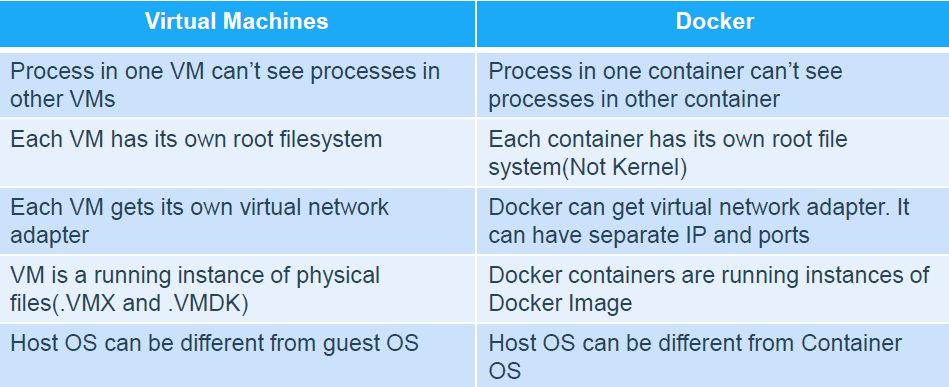 Virtual Machines
Docker
Process in one VM can’t see processes in
other VMs
Process in one container can’t see
processes in other container
Each VM has its own root filesystem
Each container has its own root file
system(Not Kernel)
Each VM gets its own virtual network
adapter
Docker can get virtual network adapter. It
can have separate IP and ports
VM is a running instance of physical
files(.VMX and .VMDK)
Docker containers are running instances of
Docker Image
Host OS can be different from guest OS
Host OS can be different from Container
OS